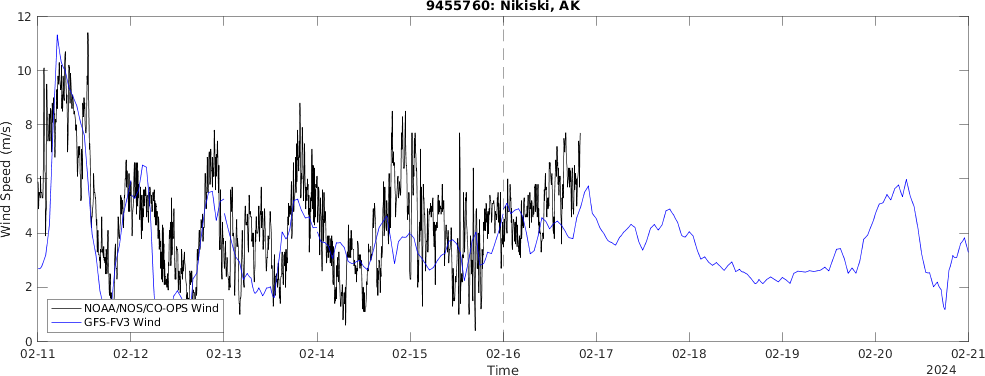 9455760: Nikiski, AK
12
10
8
6
4
2
0
Wind Speed (m/s)
NOAA/NOS/CO-OPS Wind
GFS-FV3 Wind
02-11 02-12 02-13 02-14 02-15 02-16 02-17 02-18 02-19 02-20 02-21
Time
2024